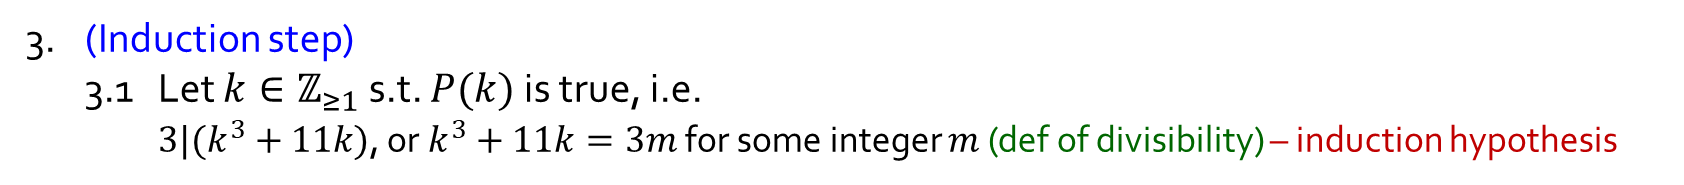 3. (Induction step)
3.1 Let k ∈ ℤ≥1 s.t. P(k) is true, i.e.
3|(k³ + 11k), or k³ + 11k = 3m for some integer m (def of divisibility) – induction hypothesis